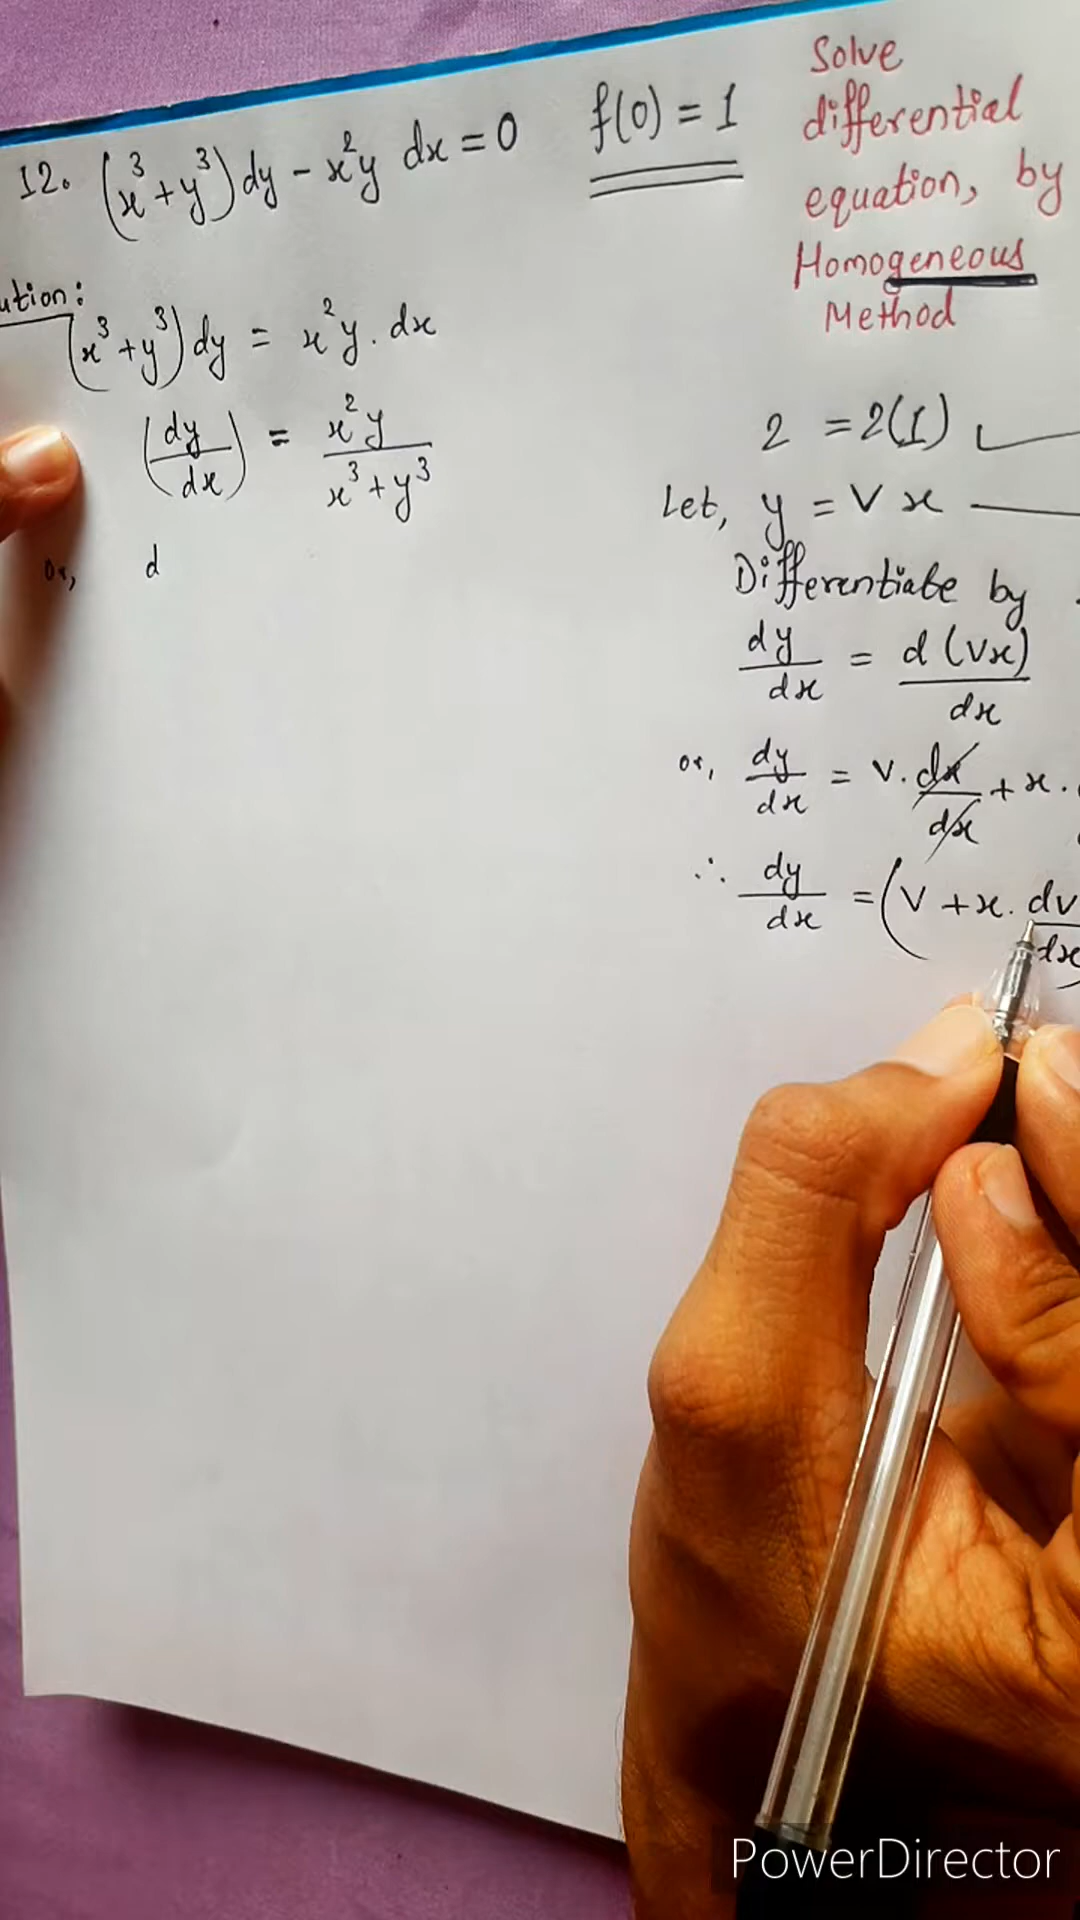 12. (x³+y³)dy - x²y dx = 0
f(0) = 1
Solve
differential
equation, by
Homogeneous
Method
ution:
(x³+y³)dy = x²y. dx
(dy/dx) = x²y/(x³+y³)
or, d
2 = 2(1)
Let, y = vx
Differentiate by
dy/dx = d(vx)/dx
or, dy/dx = v.dx/dx + x.
∴ dy/dx = (v + x. dv/dx)
PowerDirector